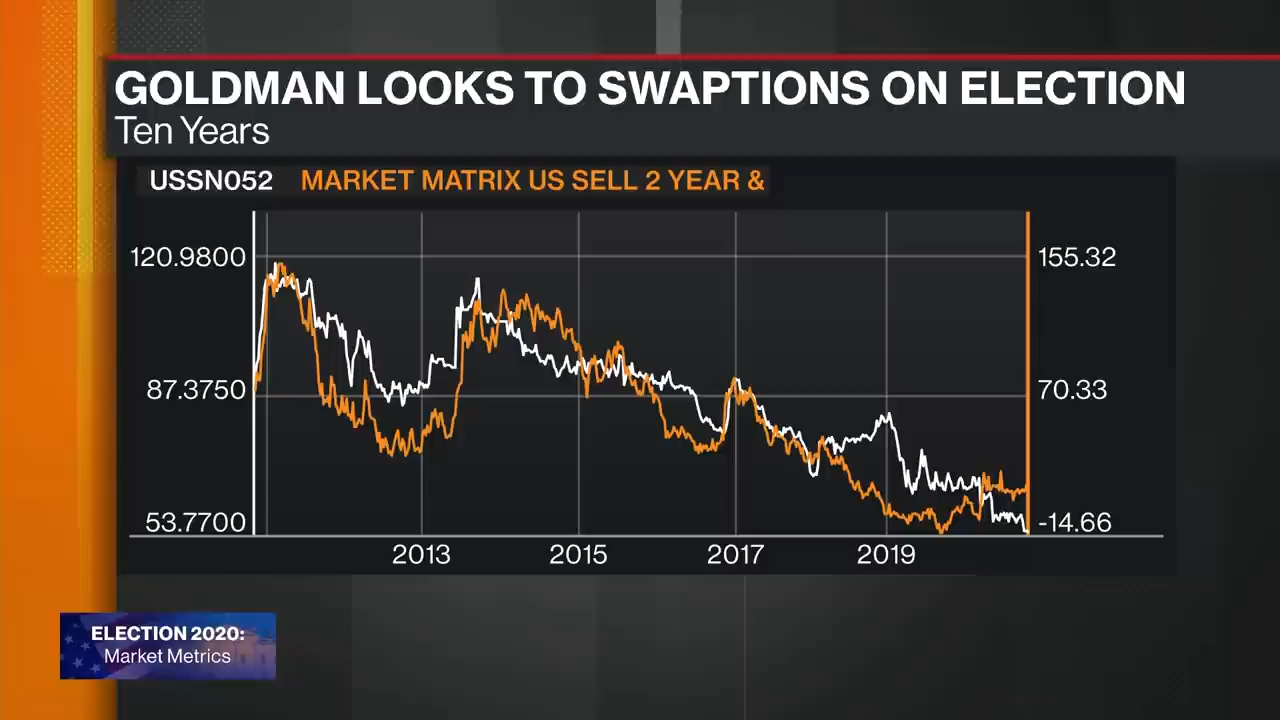 GOLDMAN LOOKS TO SWAPTIONS ON ELECTION
Ten Years
USSN052 MARKET MATRIX US SELL 2 YEAR &
120.9800 155.32
87.3750 70.33
53.7700 -14.66
2013 2015 2017 2019
ELECTION 2020:
Market Metrics